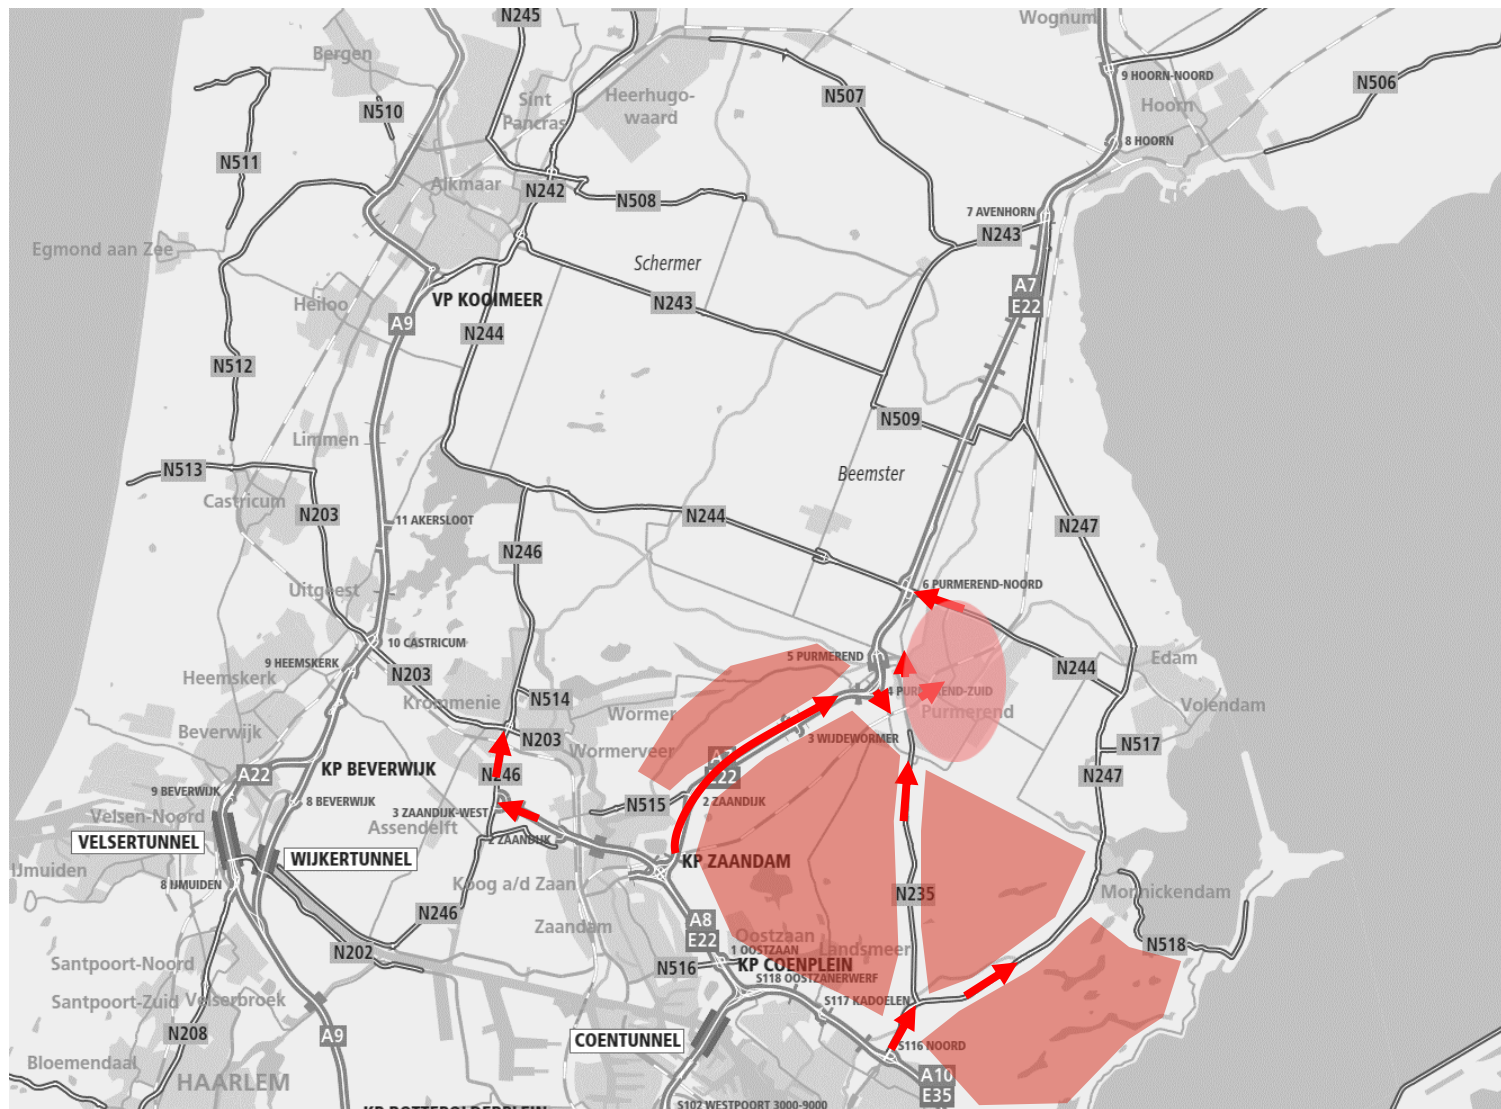 N245
Wognum
Bergen
9 HOORN-NOORD
N506
Sint
Pancras
Heerhugo-
waard
N507
Hoorn
N510
8 HOORN
N511
Alkmaar
N242
N508
7 AVENHORN
N243
Egmond aan Zee
Schermer
A7
E22
Heiloo
VP KOOIMEER
N243
A9
N244
N512
N509
Limmen
N513
Beemster
Castricum
N203
11 AKERSLOOT
N244
N247
N246
Uitgeest
6 PURMEREND-NOORD
10 CASTRICUM
9 HEEMSKERK
5 PURMEREND
Edam
Heemskerk
N203
N244
4 PURMEREND-ZUID
Krommenie
N514
Wormer
Purmerend
Volendam
Beverwijk
N203
Wormerveer
3 WIJDEWORMER
N517
KP BEVERWIJK
A22
N246
A7
E22
N247
9 BEVERWIJK
8 BEVERWIJK
N515
2 ZAANDIJK
Velsen-Noord
3 ZAANDIJK-WEST
Assendelft
VELSERTUNNEL
WIJKERTUNNEL
2 ZAANDIJK
KP ZAANDAM
IJmuiden
8 IJMUIDEN
Koog a/d Zaan
N235
Monnickendam
N246
Zaandam
A8
E22
Oostzaan
Landsmeer
N518
N202
1 OOSTZAAN
Santpoort-Noord
N516
KP COENPLEIN
S118 OOSTZANERWERF
Santpoort-Zuid
Velserbroek
S117 KADOELEN
N208
A9
COENTUNNEL
S116 NOORD
Bloemendaal
HAARLEM
A10
E35
KP ROTTEPOLDERPLEIN
S102 WESTPOORT 3000-9000